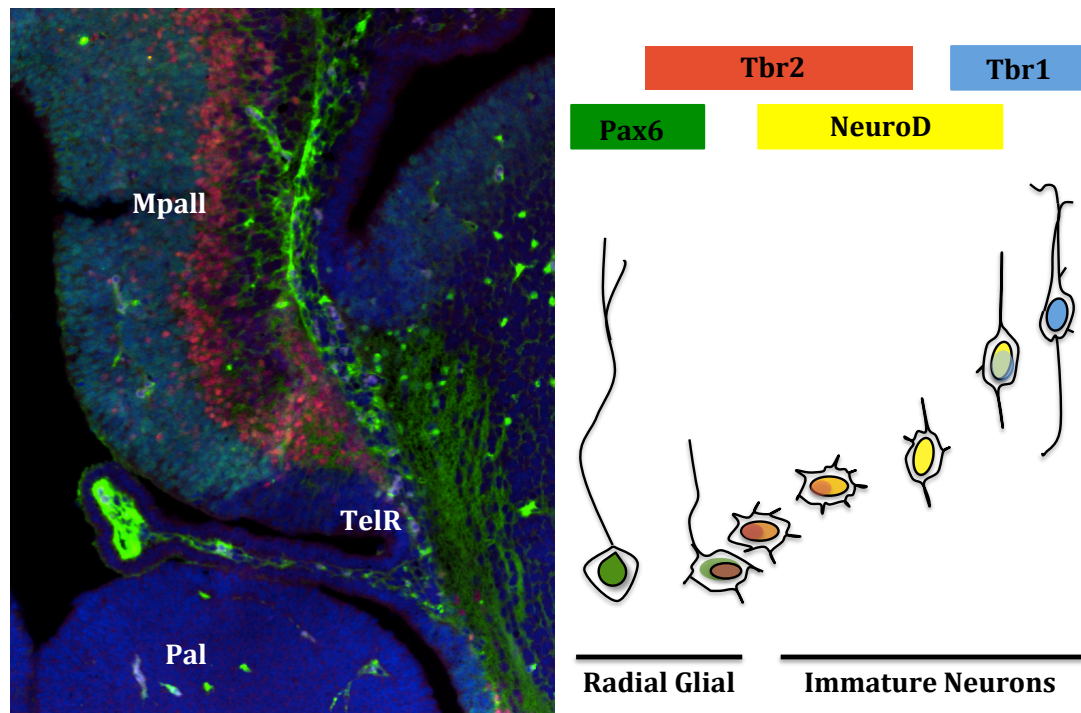 Mpall
TelR
Pal
Tbr2
Tbr1
Pax6
NeuroD
Radial Glial
Immature Neurons